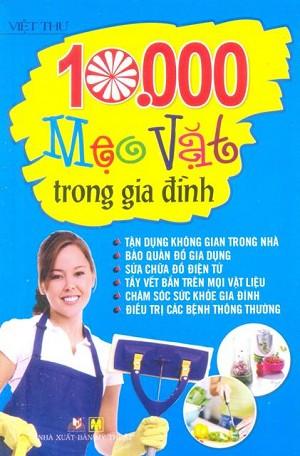 VIỆT THƯ
10.000
Mẹo Vặt
trong gia đình
TẬN DỤNG KHÔNG GIAN TRONG NHÀ
BẢO QUẢN ĐỒ GIA DỤNG
SỬA CHỮA ĐỒ ĐIỆN TỬ
TẨY VẾT BẨN TRÊN MỌI VẬT LIỆU
CHĂM SÓC SỨC KHỎE GIA ĐÌNH
ĐIỀU TRỊ CÁC BỆNH THÔNG THƯỜNG
NHÀ XUẤT BẢN MỸ THUẬT